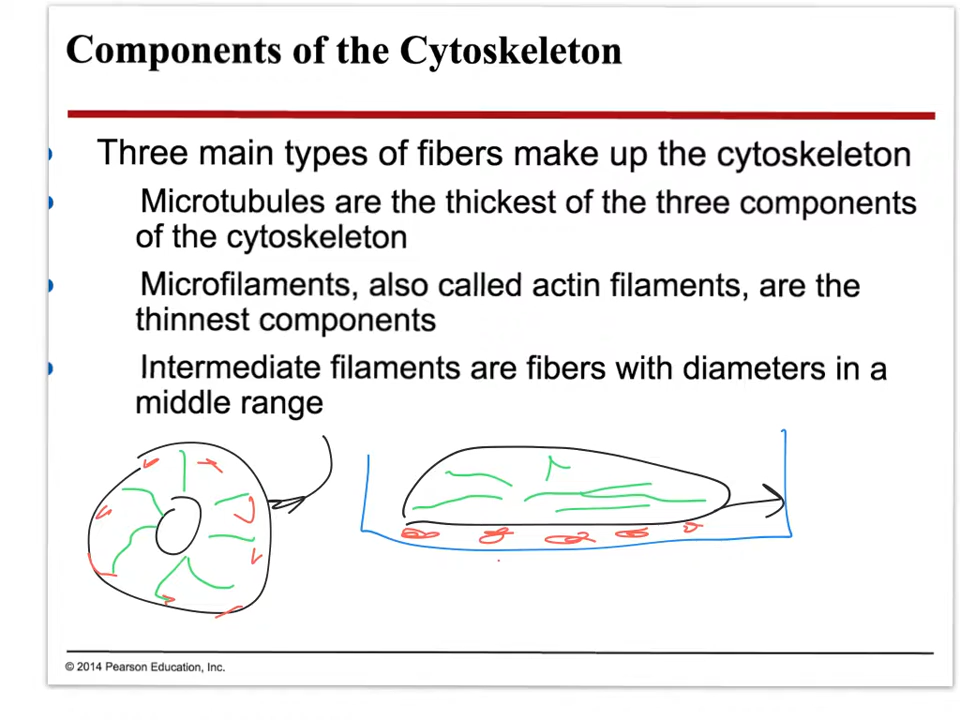 Components of the Cytoskeleton
Three main types of fibers make up the cytoskeleton
Microtubules are the thickest of the three components
of the cytoskeleton
Microfilaments, also called actin filaments, are the
thinnest components
Intermediate filaments are fibers with diameters in a
middle range
© 2014 Pearson Education, Inc.